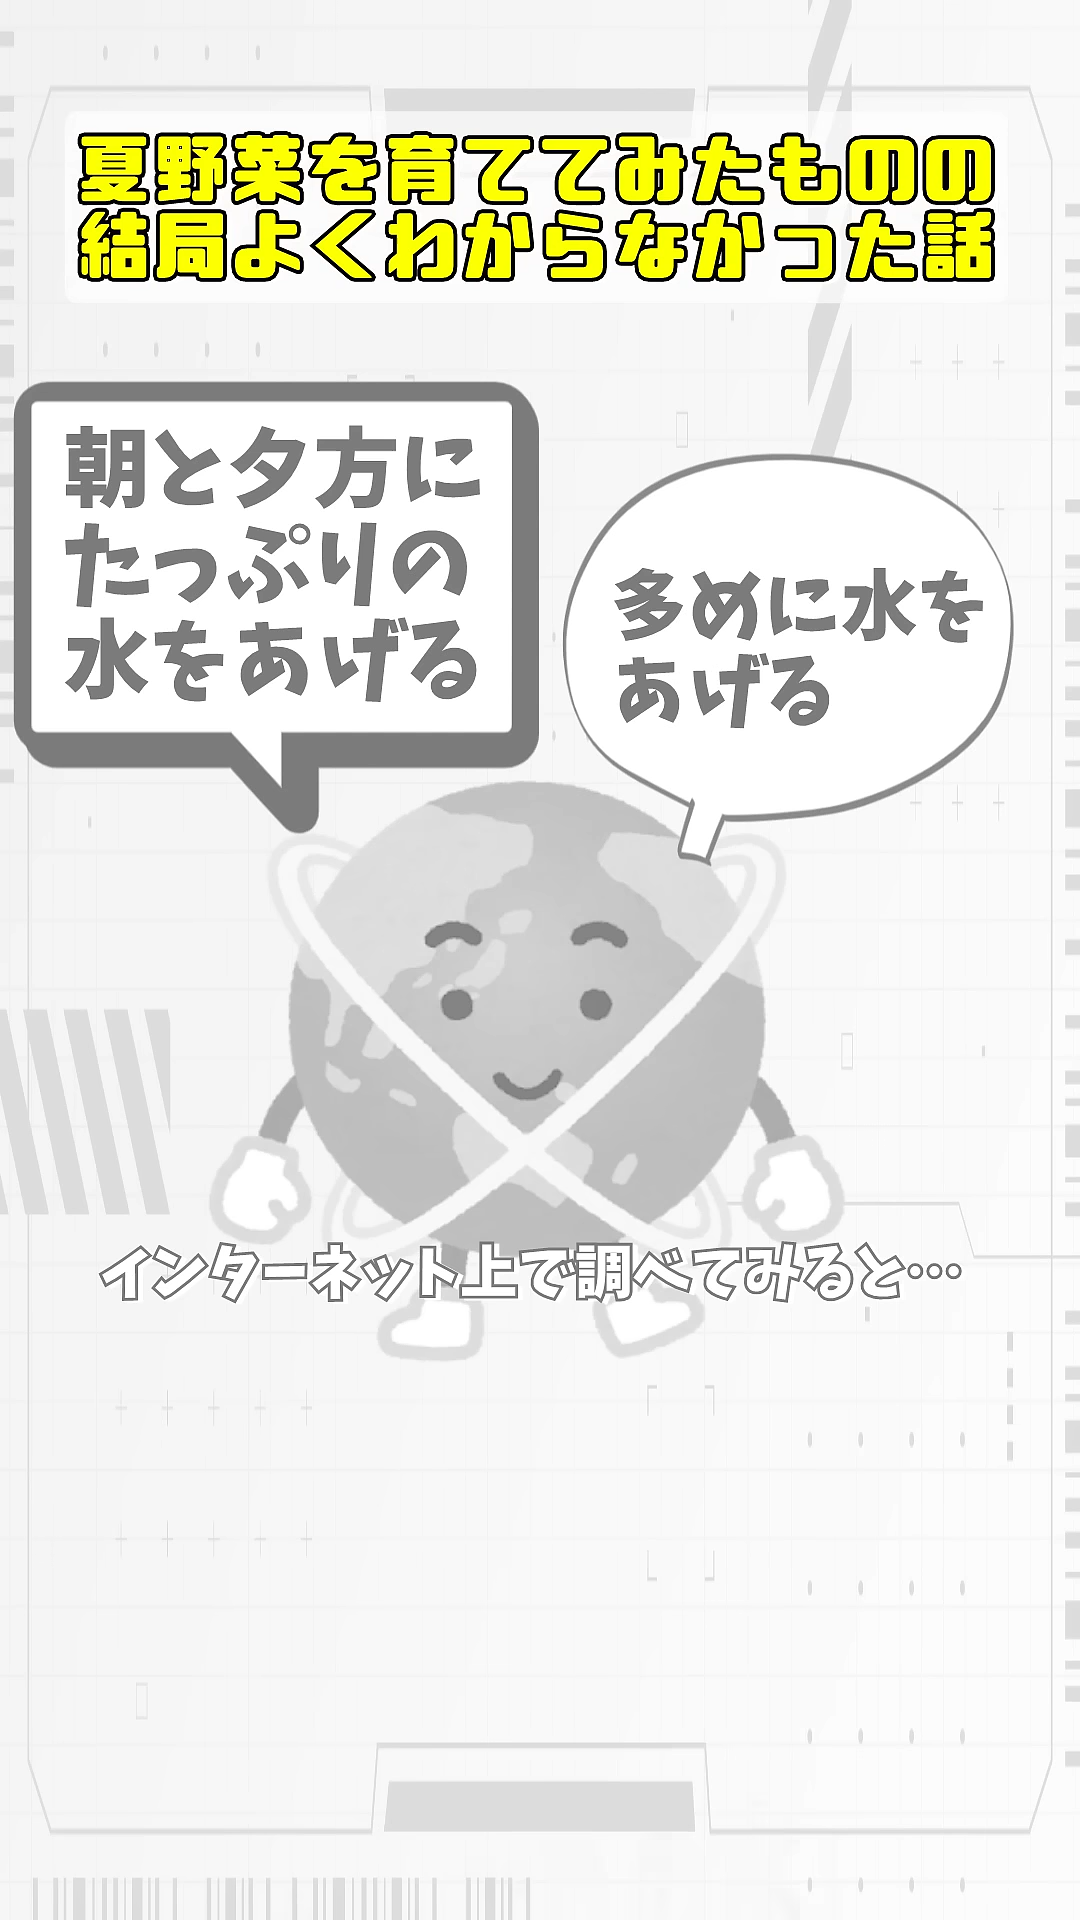 夏野菜を育ててみたものの
結局よくわからなかった話
朝と夕方に
たっぷりの
水をあげる
多めに水を
あげる
インターネット上で調べてみると…